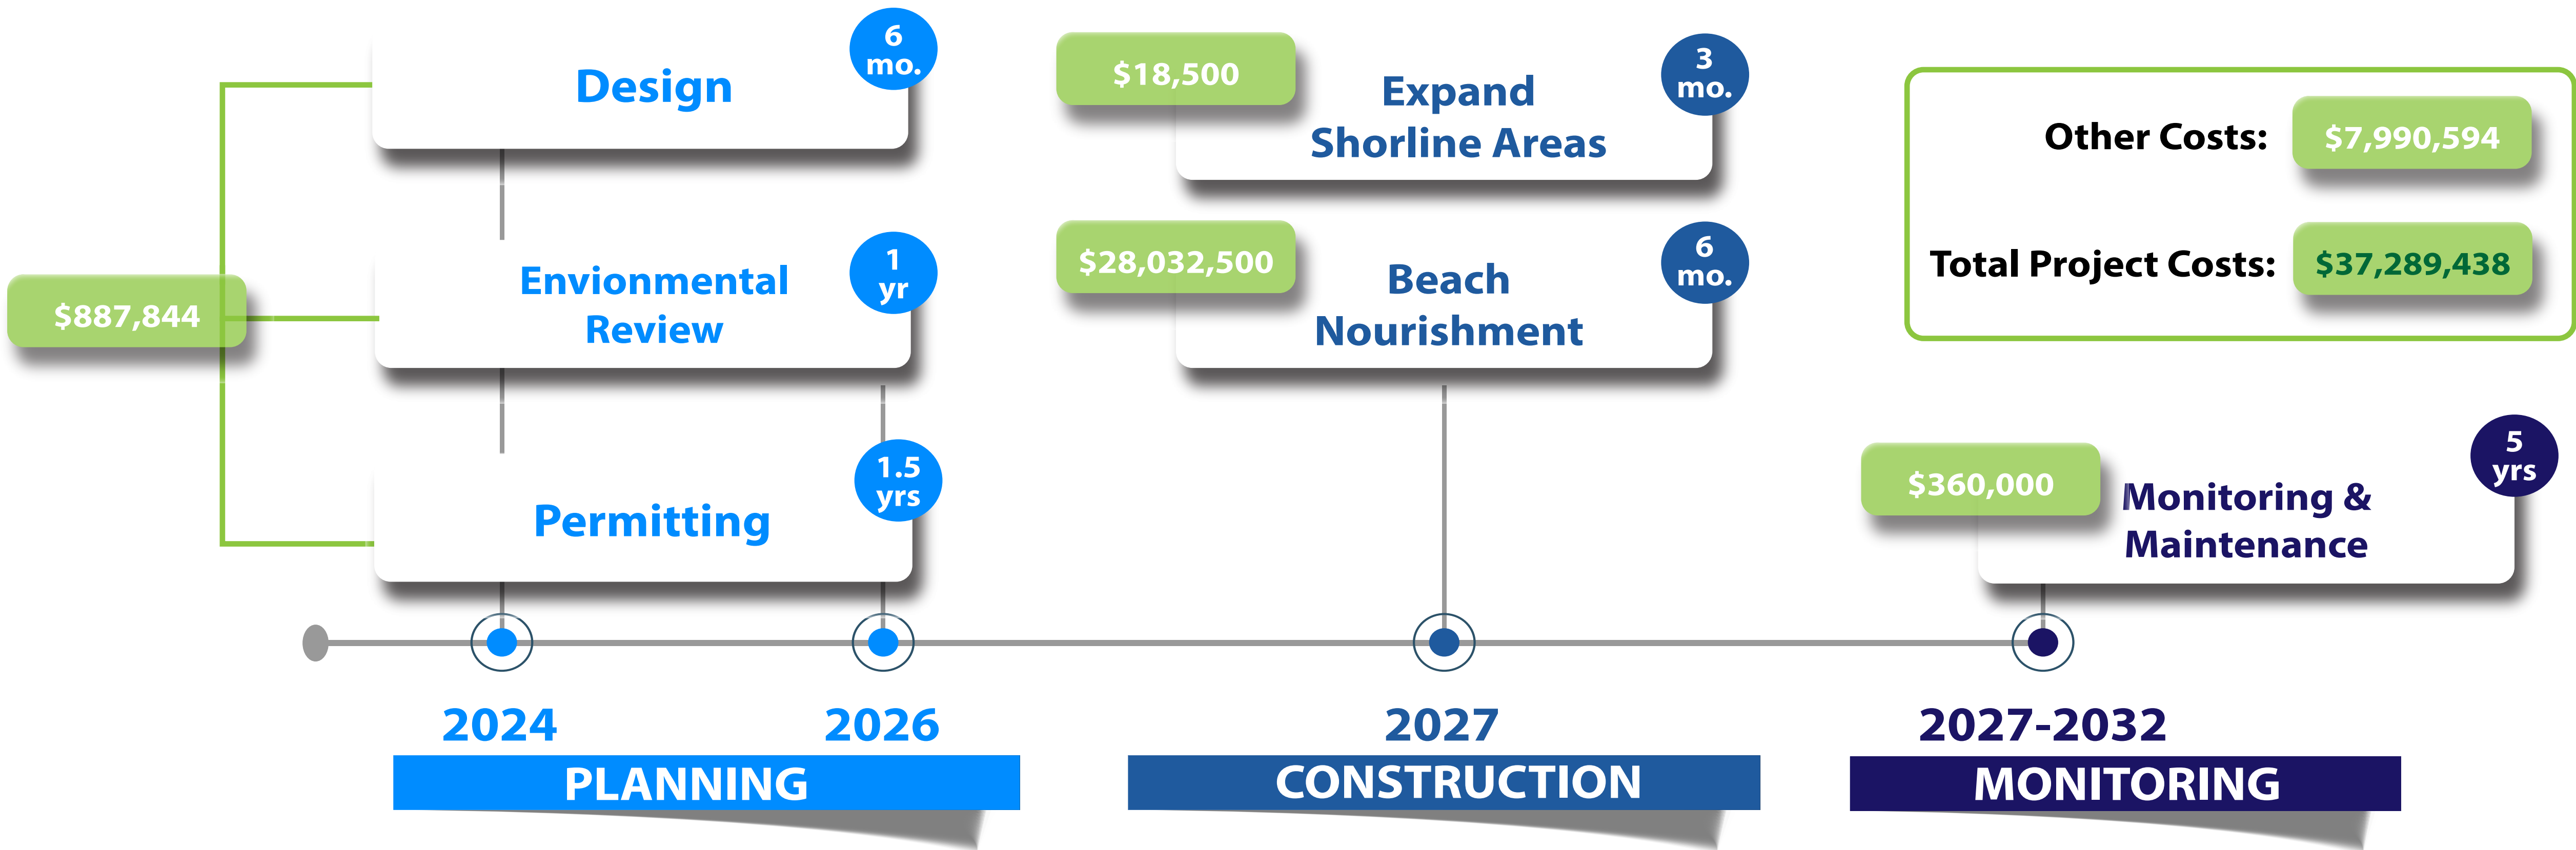 $887,844
Design
6
mo.
Envionmental
Review
1
yr
Permitting
1.5
yrs
$18,500
Expand
Shorline Areas
3
mo.
$28,032,500
Beach
Nourishment
6
mo.
Other Costs:
$7,990,594
Total Project Costs:
$37,289,438
$360,000
Monitoring &
Maintenance
5
yrs
2024
2026
2027
2027-2032
PLANNING
CONSTRUCTION
MONITORING